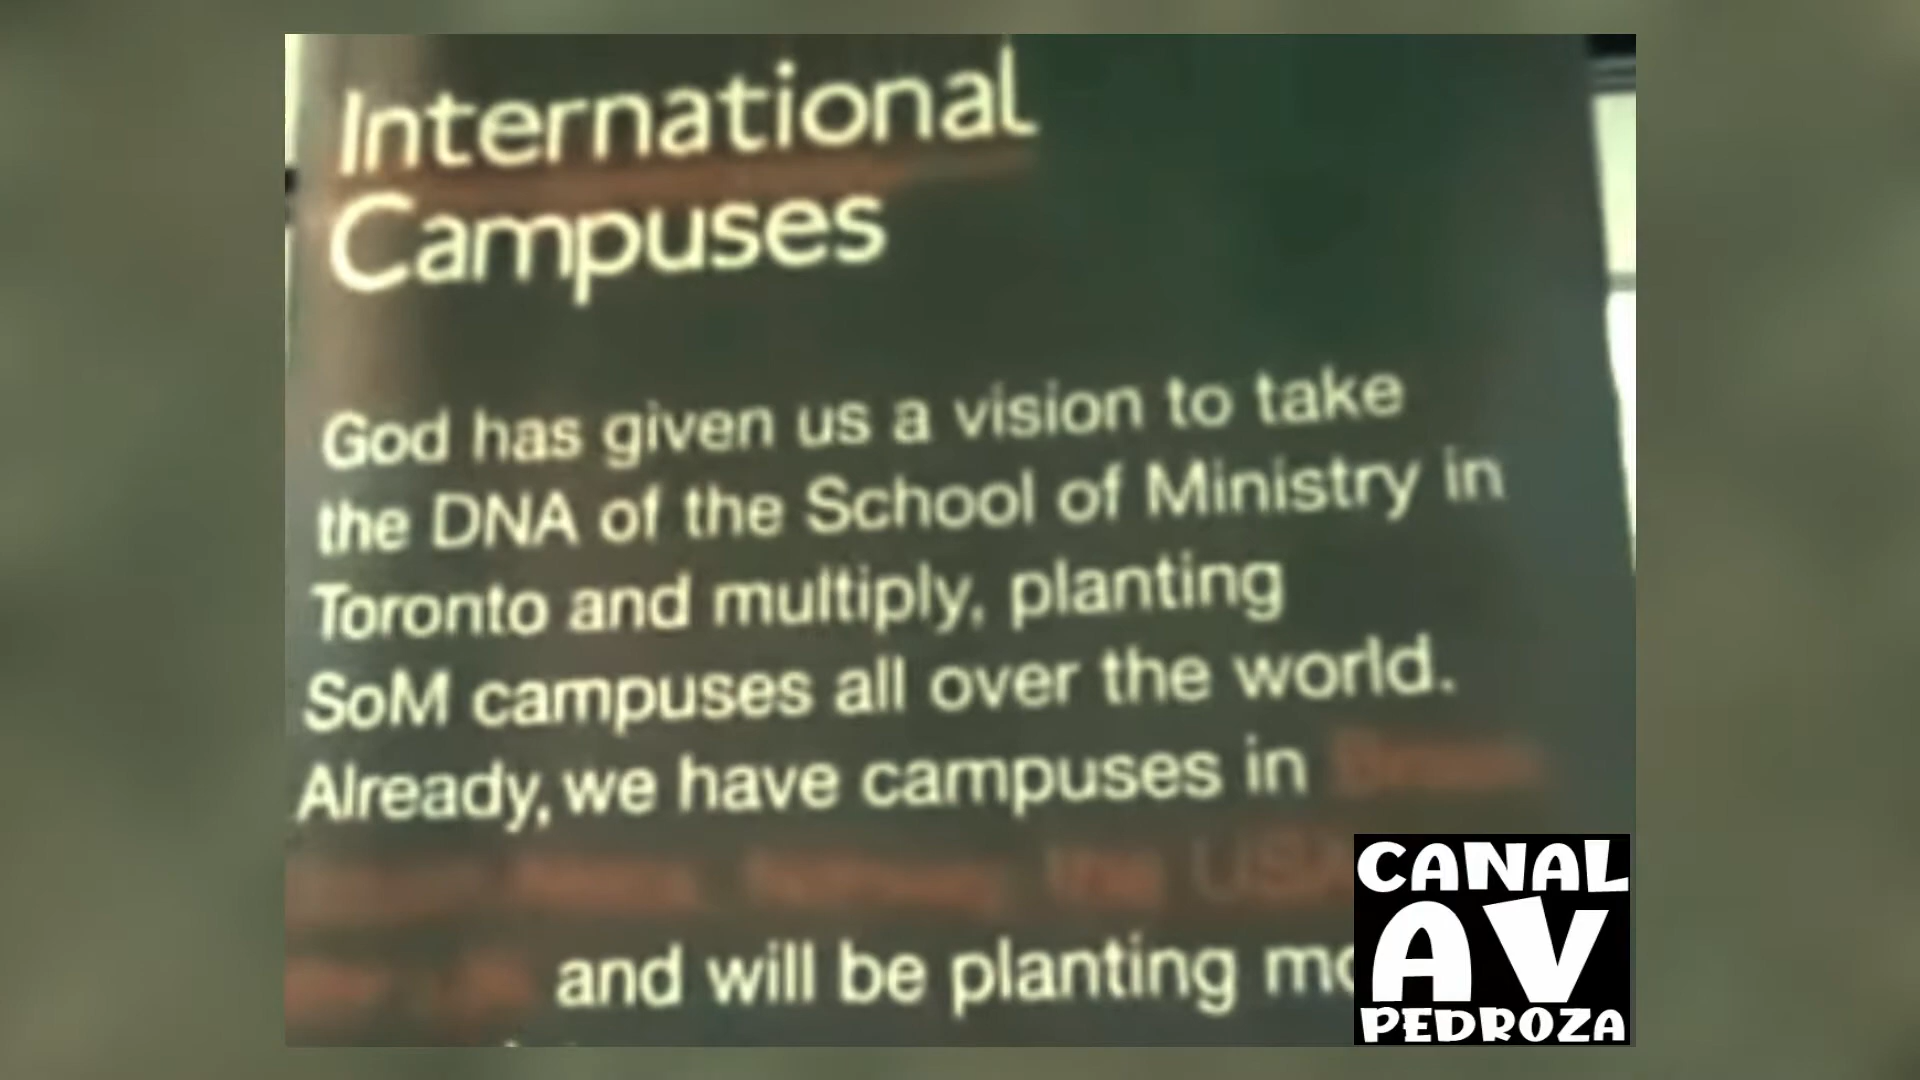 International
Campuses
God has given us a vision to take
the DNA of the School of Ministry in
Toronto and multiply, planting
SoM campuses all over the world.
Already, we have campuses in
the USA
and will be planting
CANAL
AV
PEDROZA